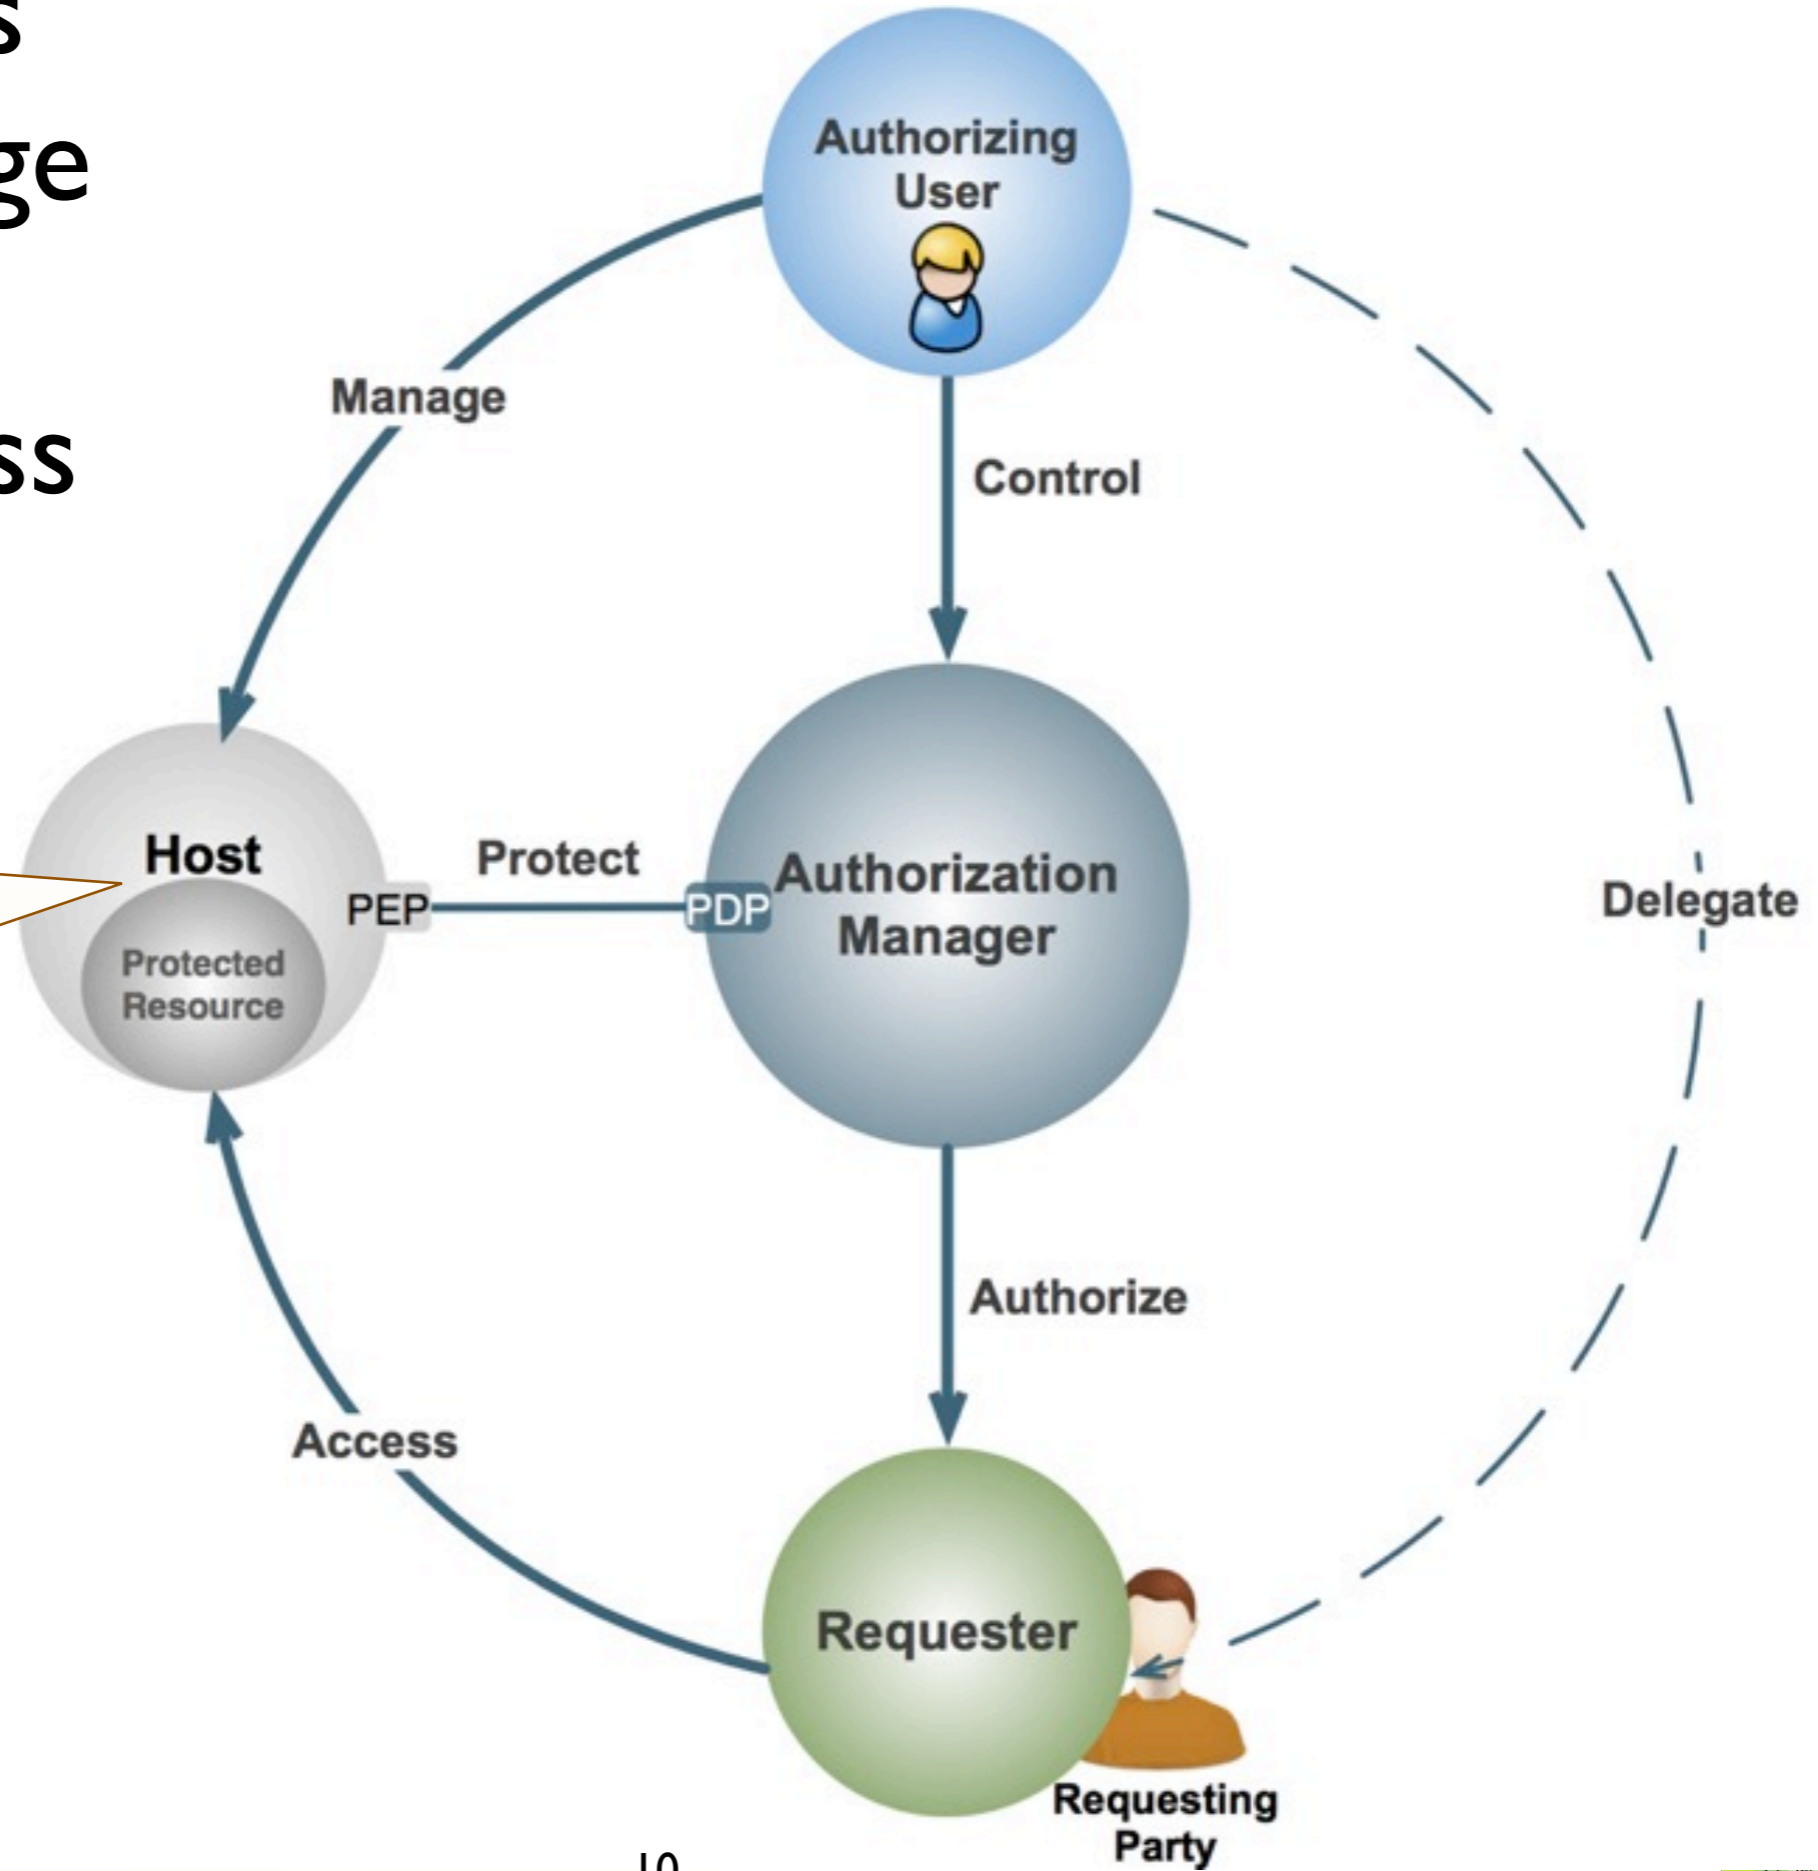 s
ge
ss
Authorizing
User
Manage
Control
Host
Protected
Resource
PEP
Protect
PDP
Authorization
Manager
Delegate
Authorize
Access
Requester
Requesting
Party
10